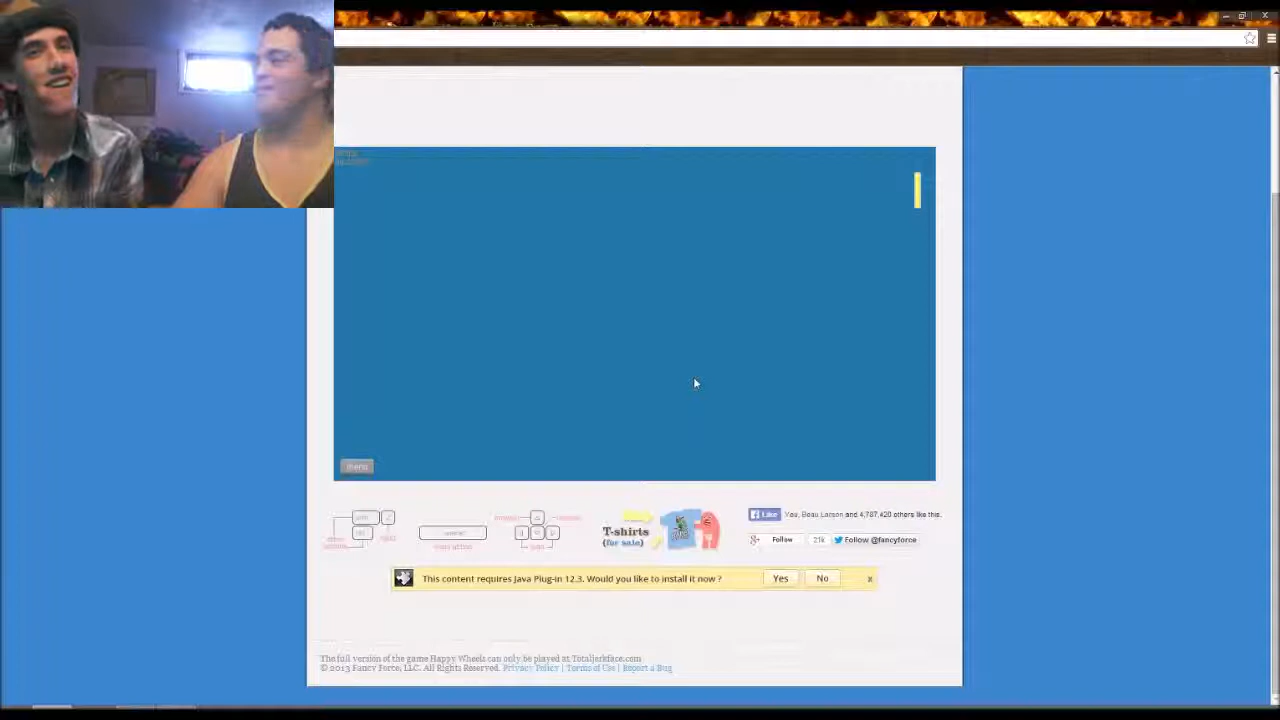 menu
T-shirts
(for sale)
Like You, Beau Larson and 4,787,420 others like this.
Follow 21k Follow @fancyforce
This content requires Java Plug-in 12.3. Would you like to install it now ? Yes No x
The full version of the game Happy Wheels can only be played at Totaljerkface.com
© 2013 Fancy Force, LLC. All Rights Reserved. Privacy Policy | Terms of Use | Report a Bug